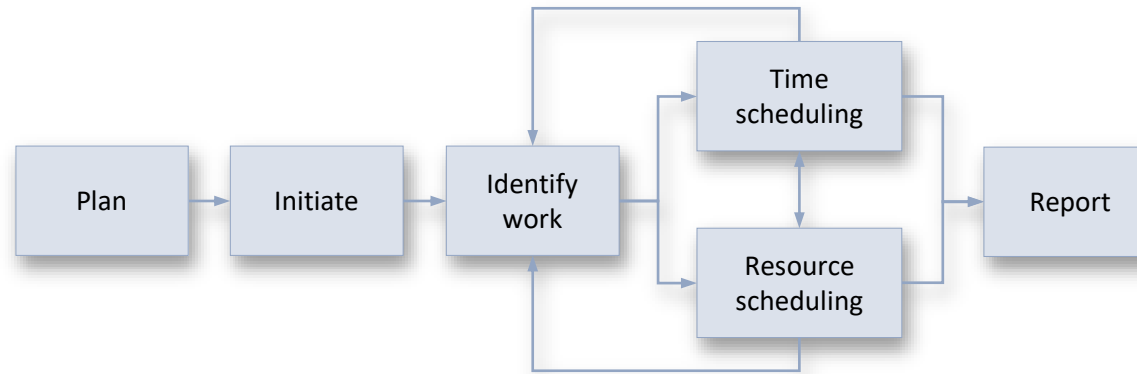 Plan
Initiate
Identify
work
Time
scheduling
Resource
scheduling
Report